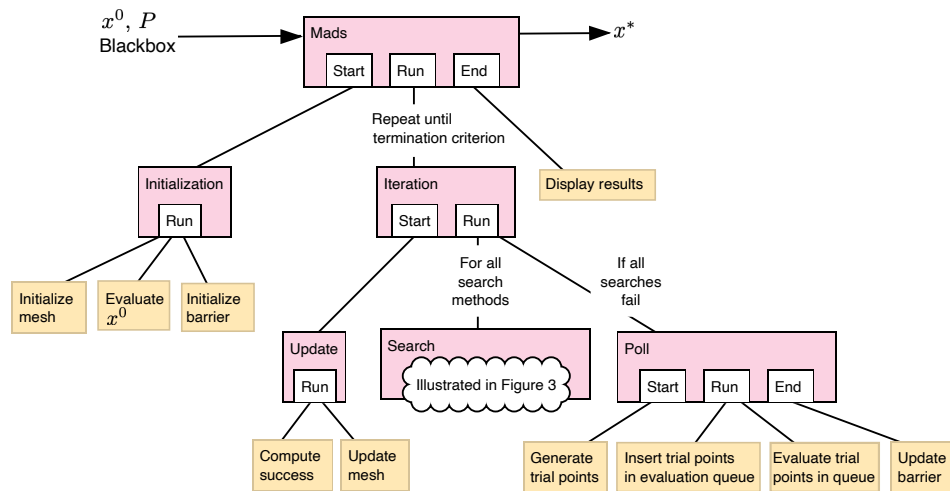 x^0, P
Blackbox
Mads
x*
Start
Run
End
Repeat until
termination criterion
Initialization
Run
Iteration
Start
Run
Display results
Initialize
mesh
Evaluate
x^0
Initialize
barrier
For all
search
methods
If all
searches
fail
Update
Run
Search
Illustrated in Figure 3
Poll
Start
Run
End
Compute
success
Update
mesh
Generate
trial points
Insert trial points
in evaluation queue
Evaluate trial
points in queue
Update
barrier